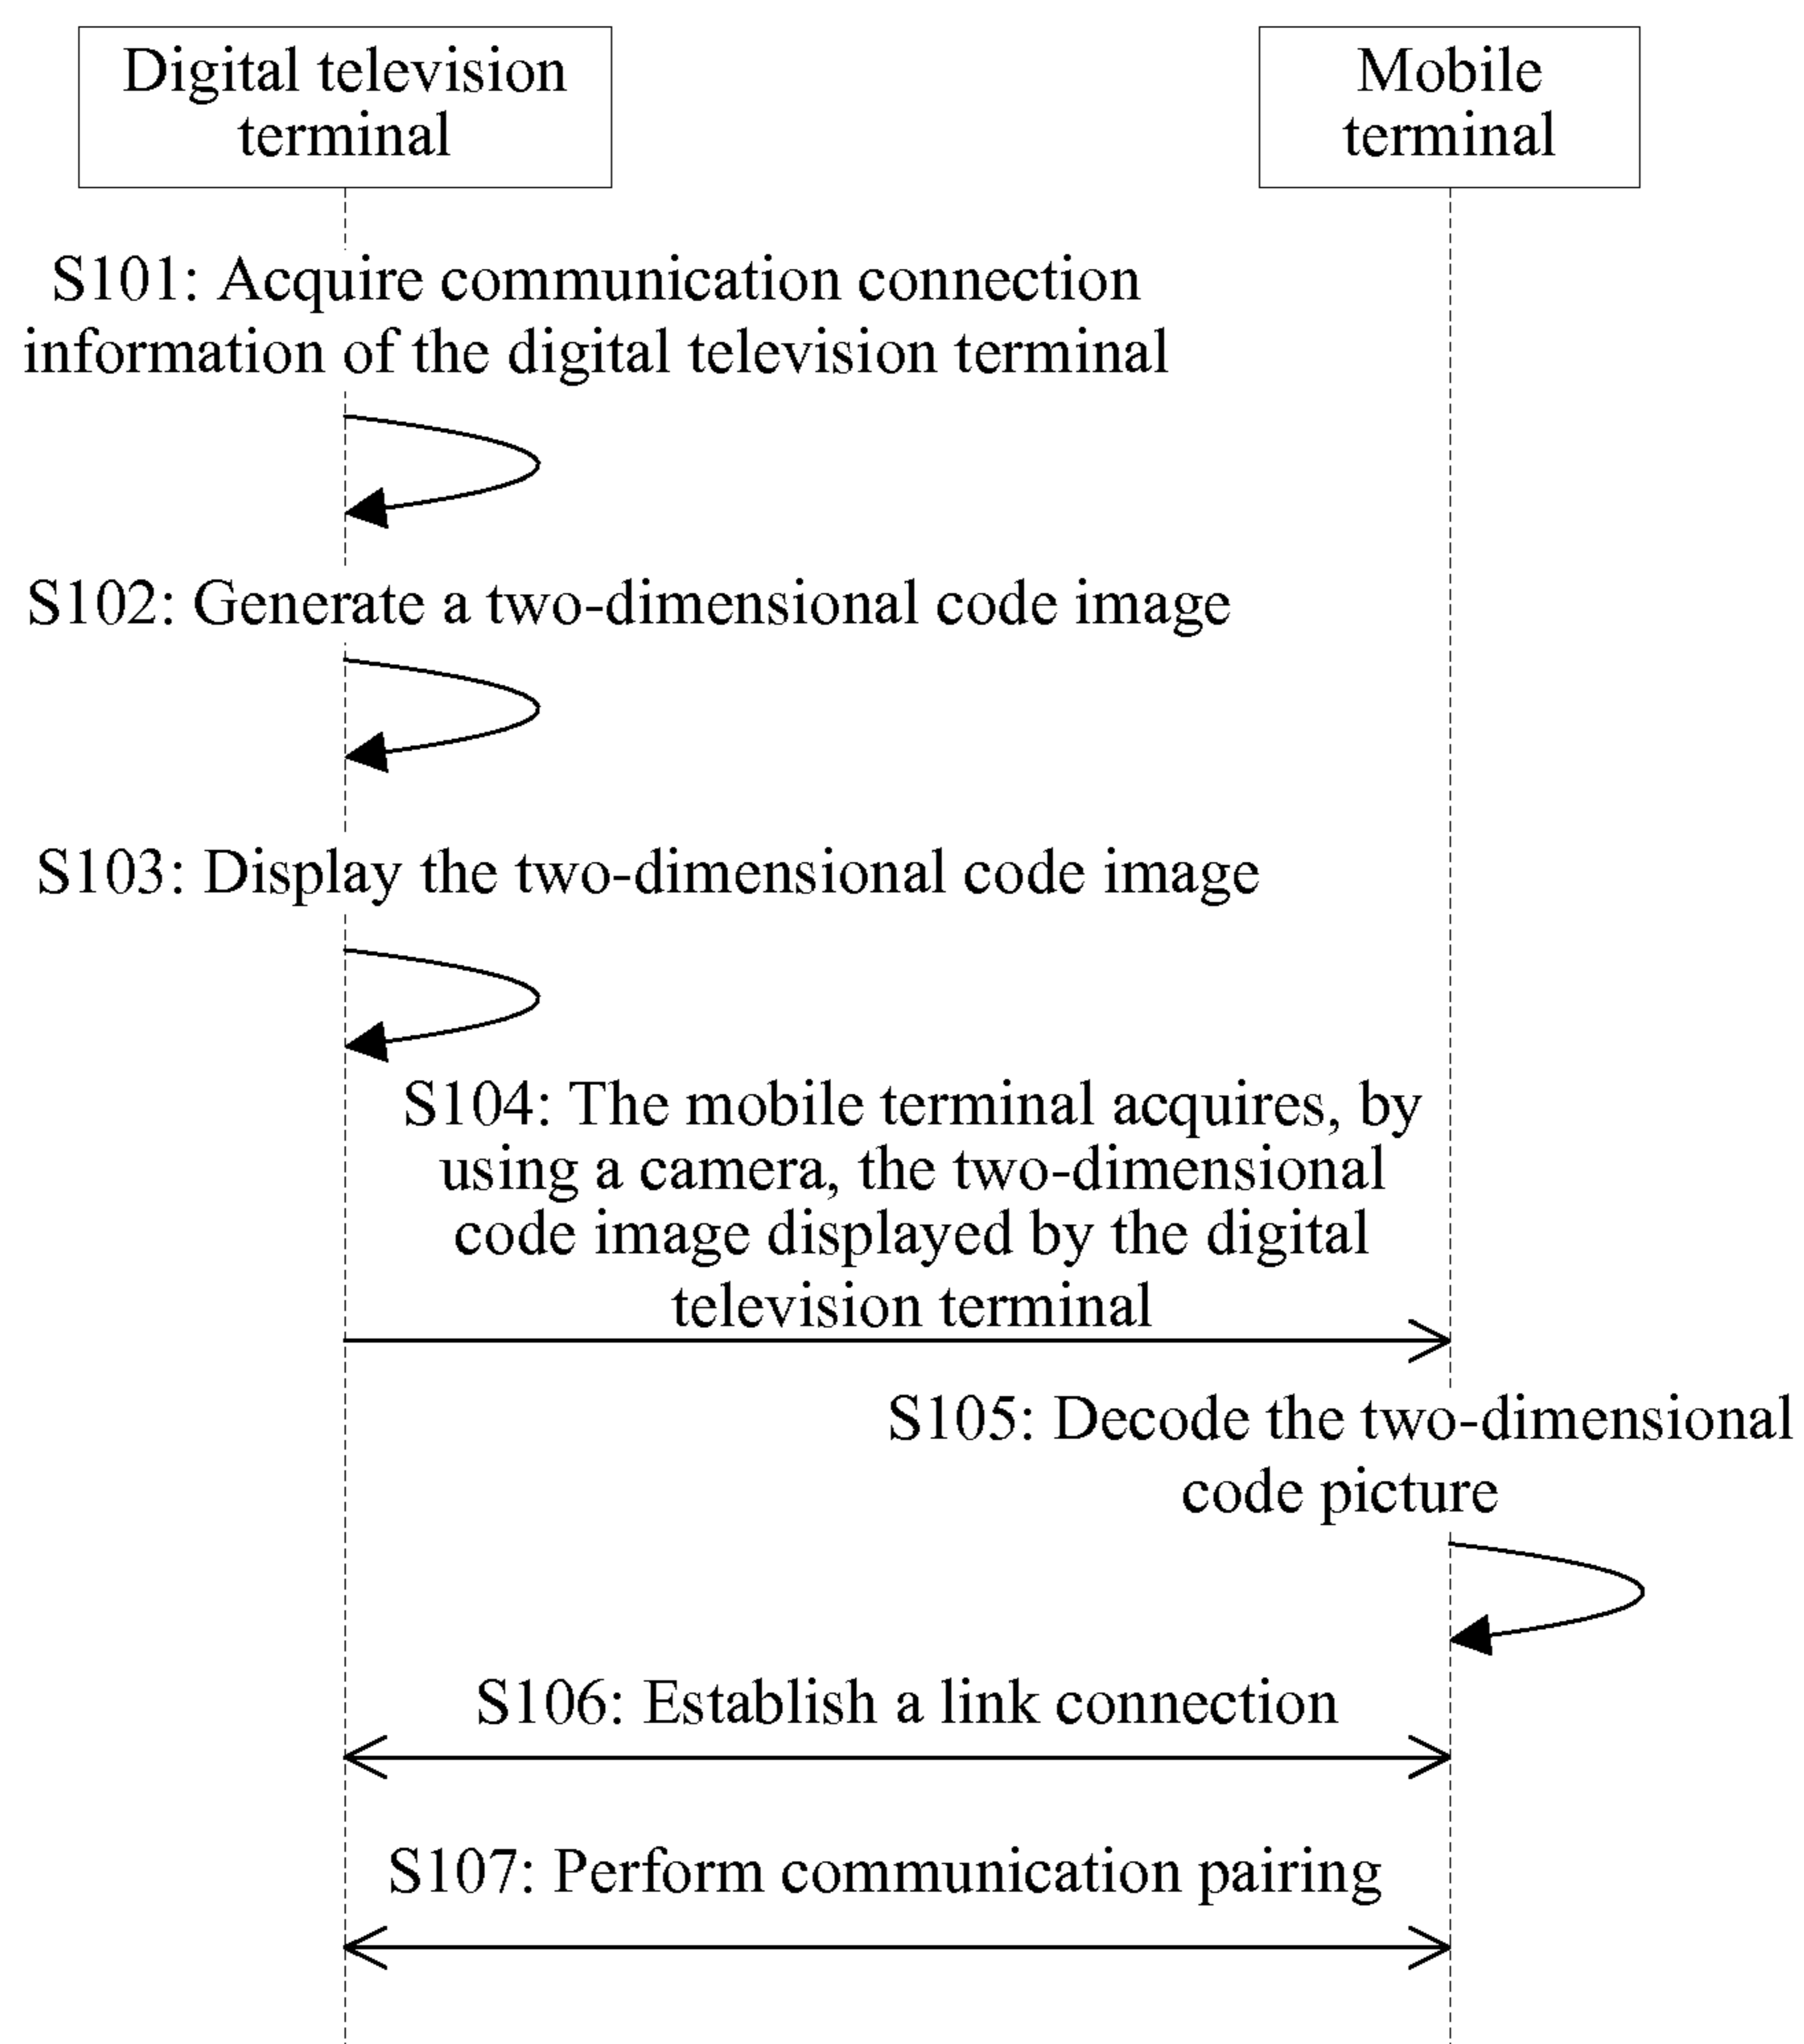 Digital television
terminal
Mobile
terminal
S101: Acquire communication connection
information of the digital television terminal
S102: Generate a two-dimensional code image
S103: Display the two-dimensional code image
S104: The mobile terminal acquires, by
using a camera, the two-dimensional
code image displayed by the digital
television terminal
S105: Decode the two-dimensional
code picture
S106: Establish a link connection
S107: Perform communication pairing